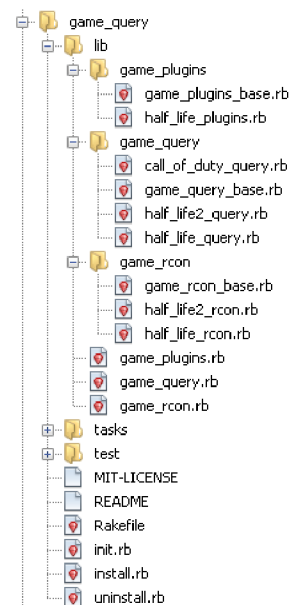 game_query
lib
game_plugins
game_plugins_base.rb
half_life_plugins.rb
game_query
call_of_duty_query.rb
game_query_base.rb
half_life2_query.rb
half_life_query.rb
game_rcon
game_rcon_base.rb
half_life2_rcon.rb
half_life_rcon.rb
game_plugins.rb
game_query.rb
game_rcon.rb
tasks
test
MIT-LICENSE
README
Rakefile
init.rb
install.rb
uninstall.rb